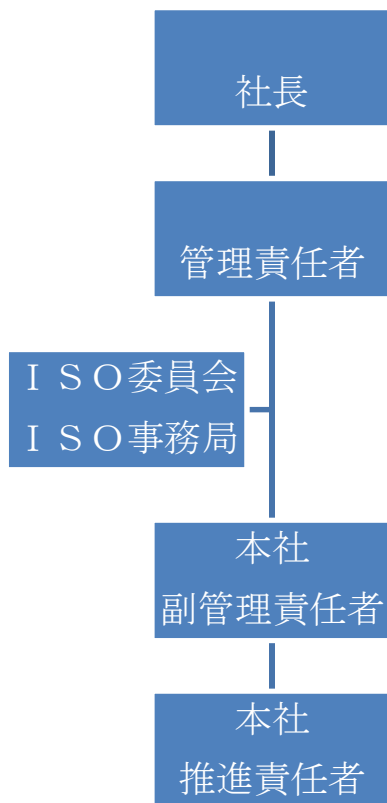 社長
管理責任者
ＩＳＯ委員会
ＩＳＯ事務局
本社
副管理責任者
本社
推進責任者